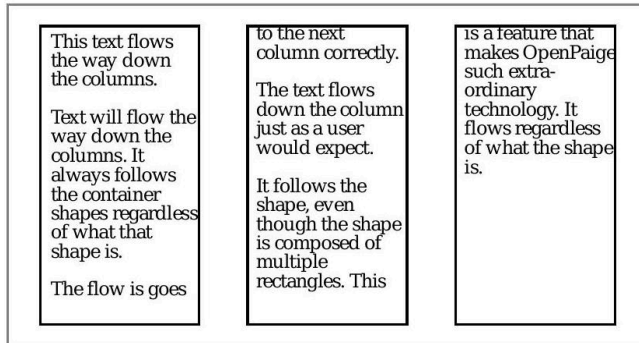 This text flows
the way down
the columns.
Text will flow the
way down the
columns. It
always follows
the container
shapes regardless
of what that
shape is.
The flow is goes
to the next
column correctly.
The text flows
down the column
just as a user
would expect.
It follows the
shape, even
though the shape
is composed of
multiple
rectangles. This
is a feature that
makes OpenPaige
such extra-
ordinary
technology. It
flows regardless
of what the shape
is.